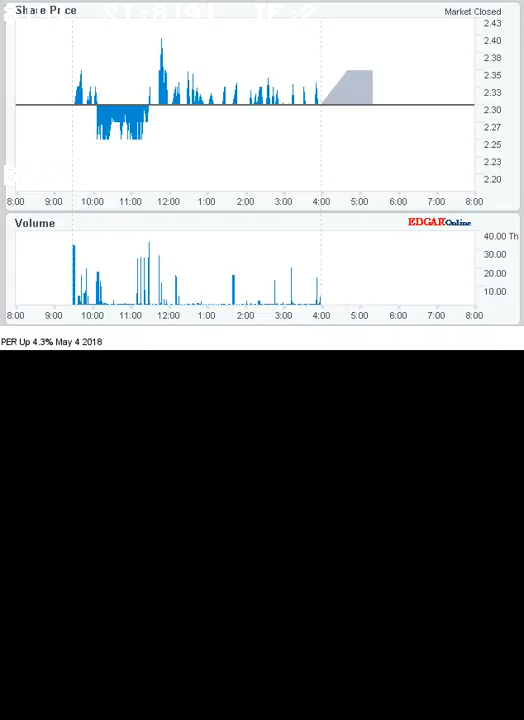 Share Price
Market Closed
2.43
2.40
2.38
2.35
2.33
2.30
2.27
2.25
2.23
2.20
8:00 9:00 10:00 11:00 12:00 1:00 2:00 3:00 4:00 5:00 6:00 7:00 8:00
Volume
EDGAROnline
40.00 Th
30.00
20.00
10.00
8:00 9:00 10:00 11:00 12:00 1:00 2:00 3:00 4:00 5:00 6:00 7:00 8:00
PER Up 4.3% May 4 2018